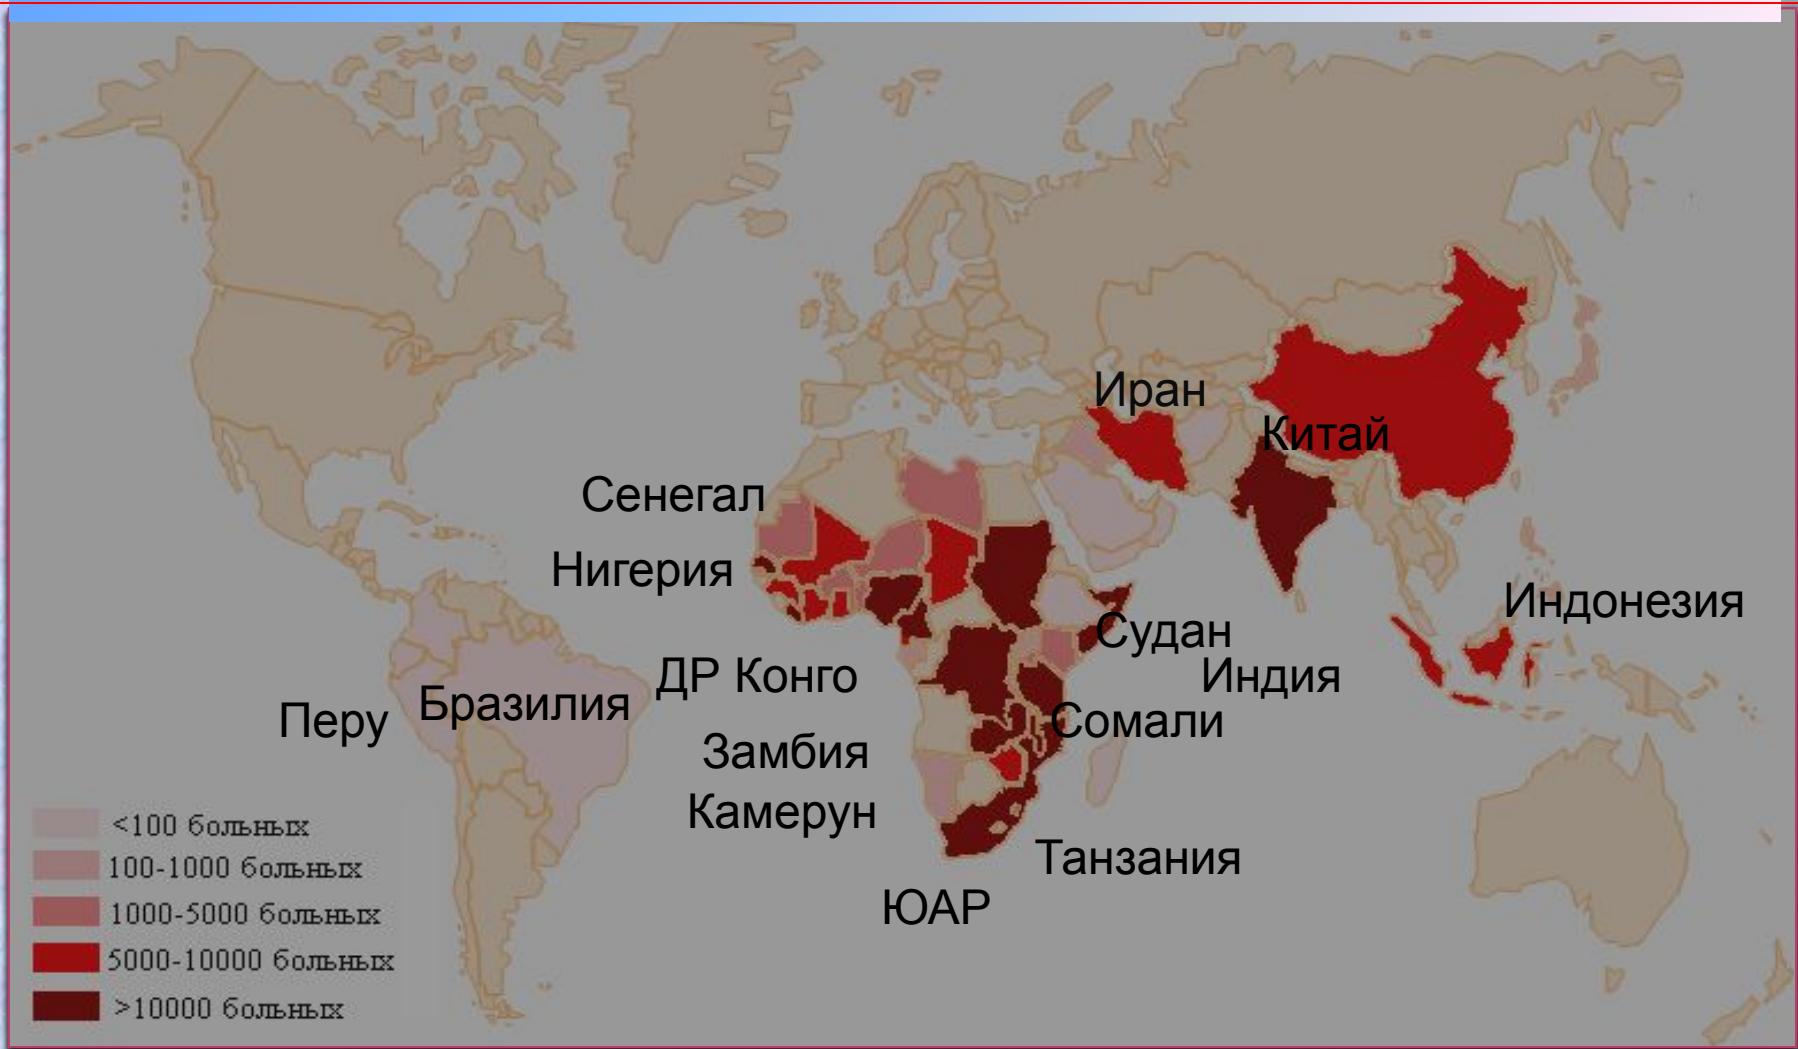 Иран
Китай
Сенегал
Нигерия
Индонезия
Судан
ДР Конго
Индия
Перу
Бразилия
Сомали
Замбия
Камерун
Танзания
ЮАР
<100 больных
100-1000 больных
1000-5000 больных
5000-10000 больных
>10000 больных